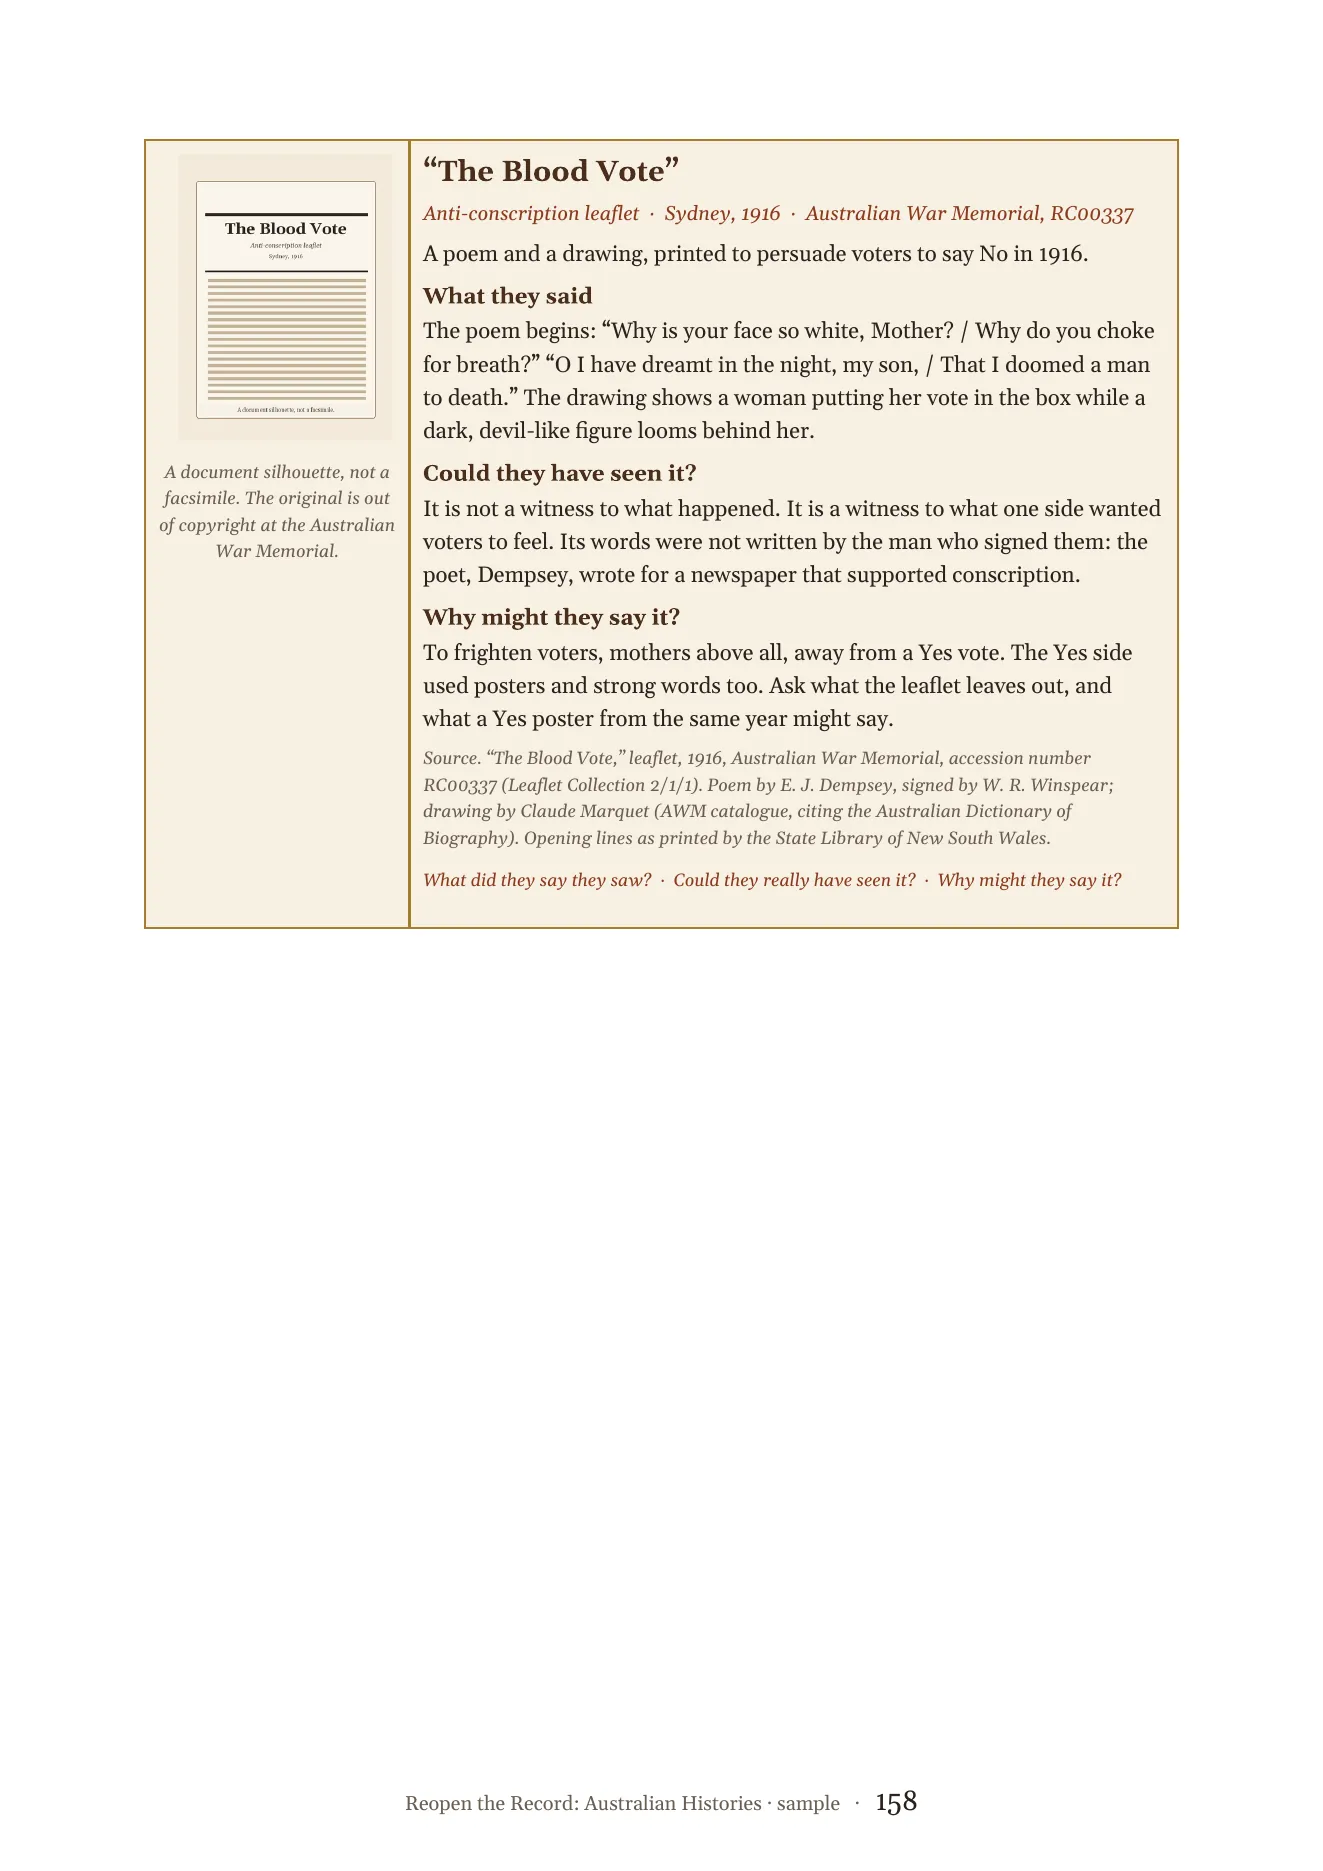 The Blood Vote
Anti-conscription leaflet
Sydney, 1916
A document silhouette, not a facsimile.
A document silhouette, not a
facsimile. The original is out
of copyright at the Australian
War Memorial.
“The Blood Vote”
Anti-conscription leaflet · Sydney, 1916 · Australian War Memorial, RC00337
A poem and a drawing, printed to persuade voters to say No in 1916.
What they said
The poem begins: “Why is your face so white, Mother? / Why do you choke
for breath?” “O I have dreamt in the night, my son, / That I doomed a man
to death.” The drawing shows a woman putting her vote in the box while a
dark, devil-like figure looms behind her.
Could they have seen it?
It is not a witness to what happened. It is a witness to what one side wanted
voters to feel. Its words were not written by the man who signed them: the
poet, Dempsey, wrote for a newspaper that supported conscription.
Why might they say it?
To frighten voters, mothers above all, away from a Yes vote. The Yes side
used posters and strong words too. Ask what the leaflet leaves out, and
what a Yes poster from the same year might say.
Source. “The Blood Vote,” leaflet, 1916, Australian War Memorial, accession number
RC00337 (Leaflet Collection 2/1/1). Poem by E. J. Dempsey, signed by W. R. Winspear;
drawing by Claude Marquet (AWM catalogue, citing the Australian Dictionary of
Biography). Opening lines as printed by the State Library of New South Wales.
What did they say they saw? · Could they really have seen it? · Why might they say it?
Reopen the Record: Australian Histories · sample · 158